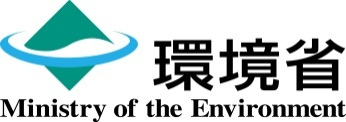 環境省
Ministry of the Environment